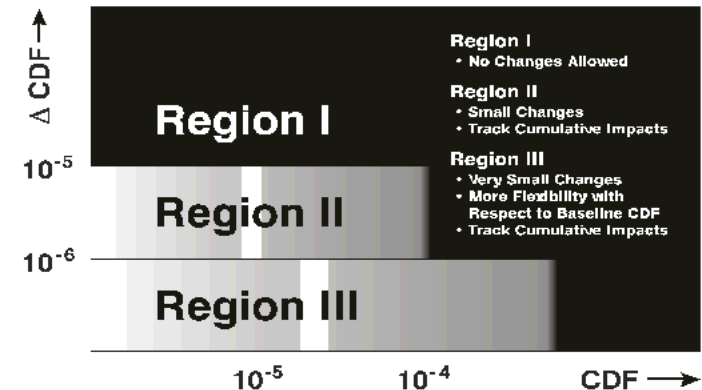 Δ CDF→
Region I
• No Changes Allowed
Region II
• Small Changes
• Track Cumulative Impacts
Region III
• Very Small Changes
• More Flexibility with
Respect to Baseline CDF
• Track Cumulative Impacts
Region I
10⁻⁵
Region II
10⁻⁶
Region III
10⁻⁵ 10⁻⁴ CDF →